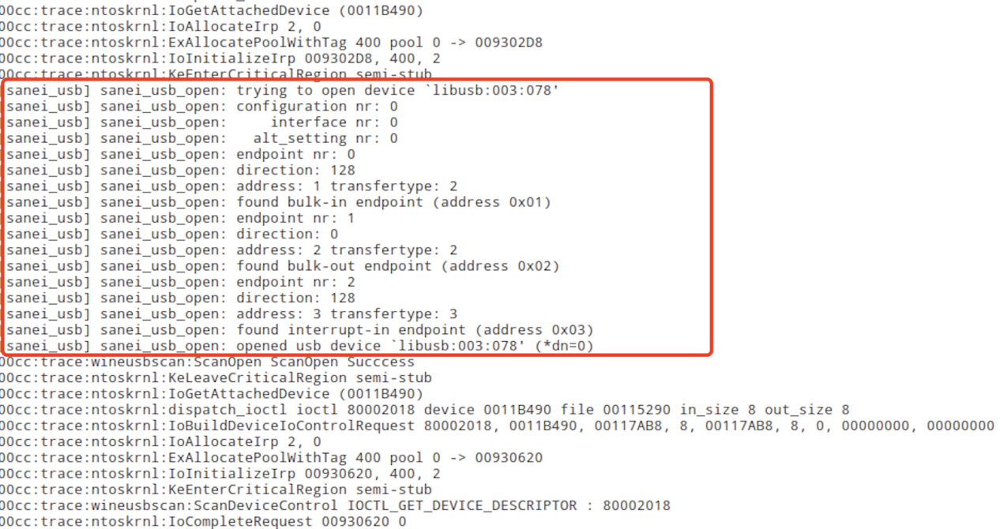 00cc:trace:ntoskrnl:IoGetAttachedDevice (0011B490)
00cc:trace:ntoskrnl:IoAllocateIrp 2, 0
00cc:trace:ntoskrnl:ExAllocatePoolWithTag 400 pool 0 -> 009302D8
00cc:trace:ntoskrnl:IoInitializeIrp 009302D8, 400, 2
00cc:trace:ntoskrnl:KeEnterCriticalRegion semi-stub
sanei_usb] sanei_usb_open: trying to open device `libusb:003:078'
sanei_usb] sanei_usb_open: configuration nr: 0
sanei_usb] sanei_usb_open:     interface nr: 0
sanei_usb] sanei_usb_open:   alt_setting nr: 0
sanei_usb] sanei_usb_open: endpoint nr: 0
sanei_usb] sanei_usb_open: direction: 128
sanei_usb] sanei_usb_open: address: 1 transfertype: 2
sanei_usb] sanei_usb_open: found bulk-in endpoint (address 0x01)
sanei_usb] sanei_usb_open: endpoint nr: 1
sanei_usb] sanei_usb_open: direction: 0
sanei_usb] sanei_usb_open: address: 2 transfertype: 2
sanei_usb] sanei_usb_open: found bulk-out endpoint (address 0x02)
sanei_usb] sanei_usb_open: endpoint nr: 2
sanei_usb] sanei_usb_open: direction: 128
sanei_usb] sanei_usb_open: address: 3 transfertype: 3
sanei_usb] sanei_usb_open: found interrupt-in endpoint (address 0x03)
sanei_usb] sanei_usb_open: opened usb device `libusb:003:078' (*dn=0)
00cc:trace:wineusbscan:ScanOpen ScanOpen Succcess
00cc:trace:ntoskrnl:KeLeaveCriticalRegion semi-stub
00cc:trace:ntoskrnl:IoGetAttachedDevice (0011B490)
00cc:trace:ntoskrnl:dispatch_ioctl ioctl 80002018 device 0011B490 file 00115290 in_size 8 out_size 8
00cc:trace:ntoskrnl:IoBuildDeviceIoControlRequest 80002018, 0011B490, 00117AB8, 8, 00117AB8, 8, 0, 00000000, 00000000
00cc:trace:ntoskrnl:IoAllocateIrp 2, 0
00cc:trace:ntoskrnl:ExAllocatePoolWithTag 400 pool 0 -> 00930620
00cc:trace:ntoskrnl:IoInitializeIrp 00930620, 400, 2
00cc:trace:ntoskrnl:KeEnterCriticalRegion semi-stub
00cc:trace:wineusbscan:ScanDeviceControl IOCTL_GET_DEVICE_DESCRIPTOR : 80002018
00cc:trace:ntoskrnl:IoCompleteRequest 00930620 0